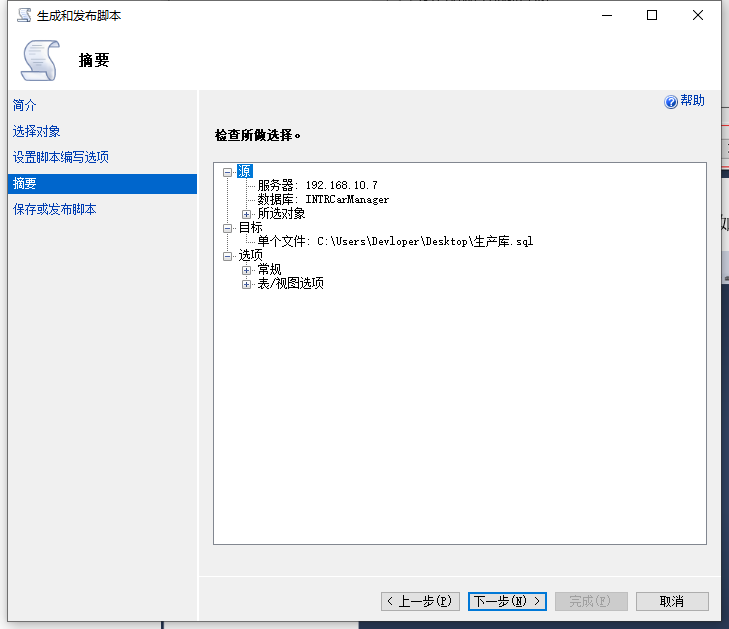 生成和发布脚本
摘要
简介
选择对象
设置脚本编写选项
摘要
保存或发布脚本
帮助
检查所做选择。
源
服务器: 192.168.10.7
数据库: INTRCarManager
所选对象
目标
单个文件: C:\Users\Devloper\Desktop\生产库.sql
选项
常规
表/视图选项
< 上一步(P)
下一步(N) >
完成(F)
取消